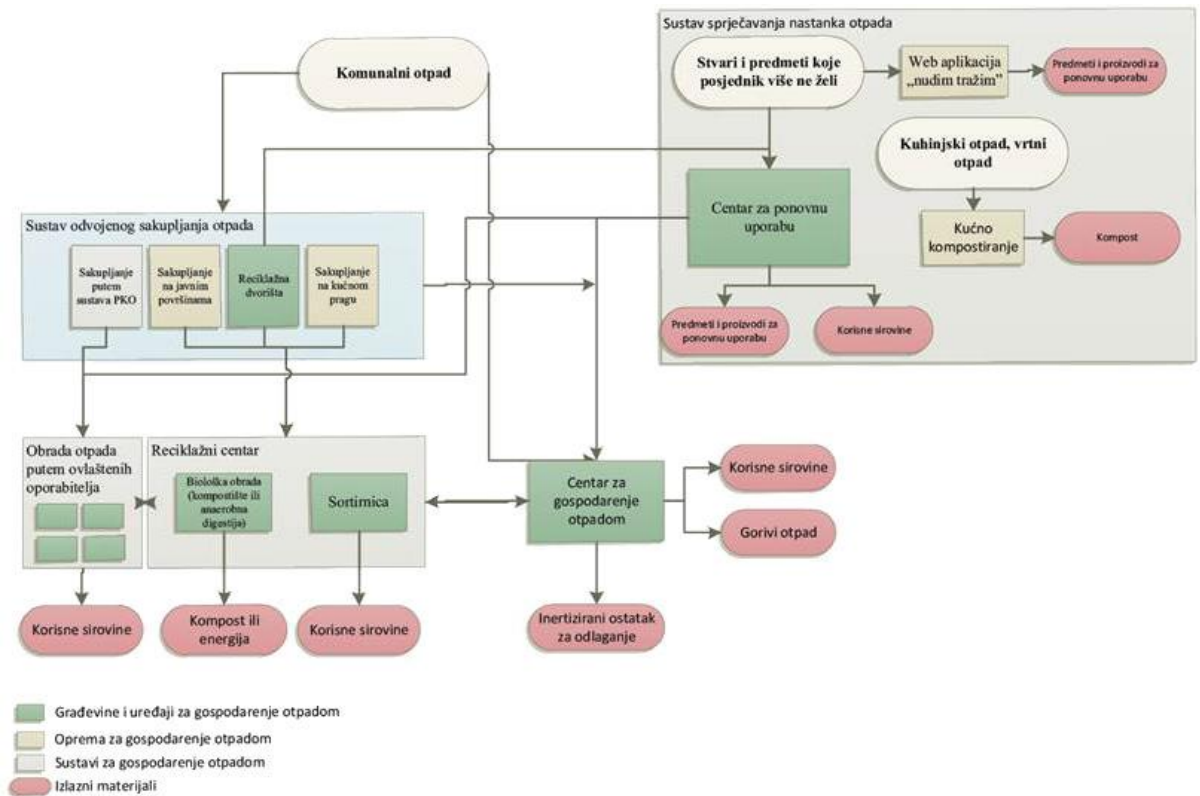 Sustav sprječavanja nastanka otpada
Komunalni otpad
Stvari i predmeti koje
posjednik više ne želi
Web aplikacija
„nudim tražim”
Predmeti i proizvodi za
ponovnu uporabu
Kuhinjski otpad, vrtni
otpad
Centar za ponovnu
uporabu
Kućno
kompostiranje
Kompost
Predmeti i proizvodi za
ponovnu uporabu
Korisne sirovine
Sustav odvojenog sakupljanja otpada
Sakupljanje
putem
sustava PKO
Sakupljanje
na javnim
površinama
Reciklažna
dvorišta
Sakupljanje
na kućnom
pragu
Obrada otpada
putem ovlaštenih
oporabitelja
Reciklažni centar
Biološka obrada
(kompostište ili
anaerobna
digestija)
Sortirnica
Centar za
gospodarenje
otpadom
Korisne sirovine
Gorivi otpad
Korisne sirovine
Kompost ili
energija
Korisne sirovine
Inertizirani ostatak
za odlaganje
Građevine i uređaji za gospodarenje otpadom
Oprema za gospodarenje otpadom
Sustavi za gospodarenje otpadom
Izlazni materijali